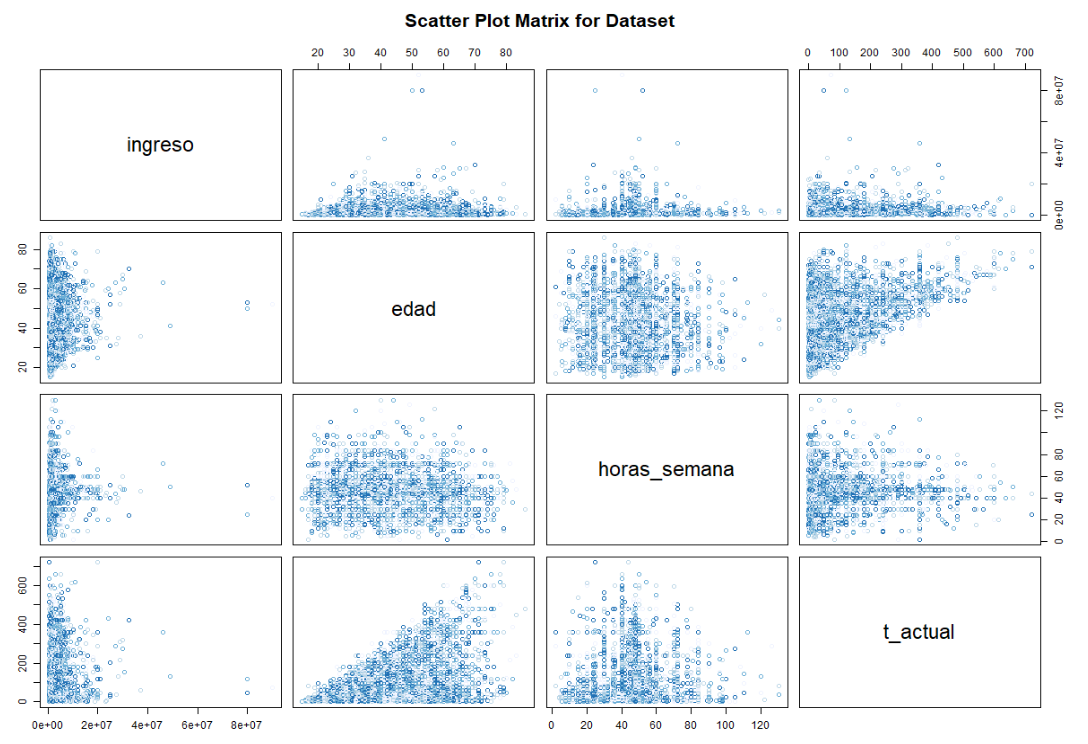 Scatter Plot Matrix for Dataset
20 30 40 50 60 70 80
0 100 200 300 400 500 600 700
ingreso
0e+00 4e+07 8e+07
20 40 60 80
edad
horas_semana
0 20 40 60 80 120
0 200 400 600
t_actual
0e+00 2e+07 4e+07 6e+07 8e+07
0 20 40 60 80 100 120